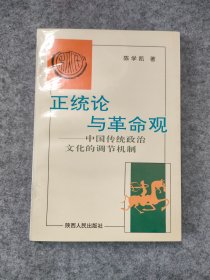 陈学凯 著
正统论
与革命观
——中国传统政治
文化的调节机制
陕西人民出版社